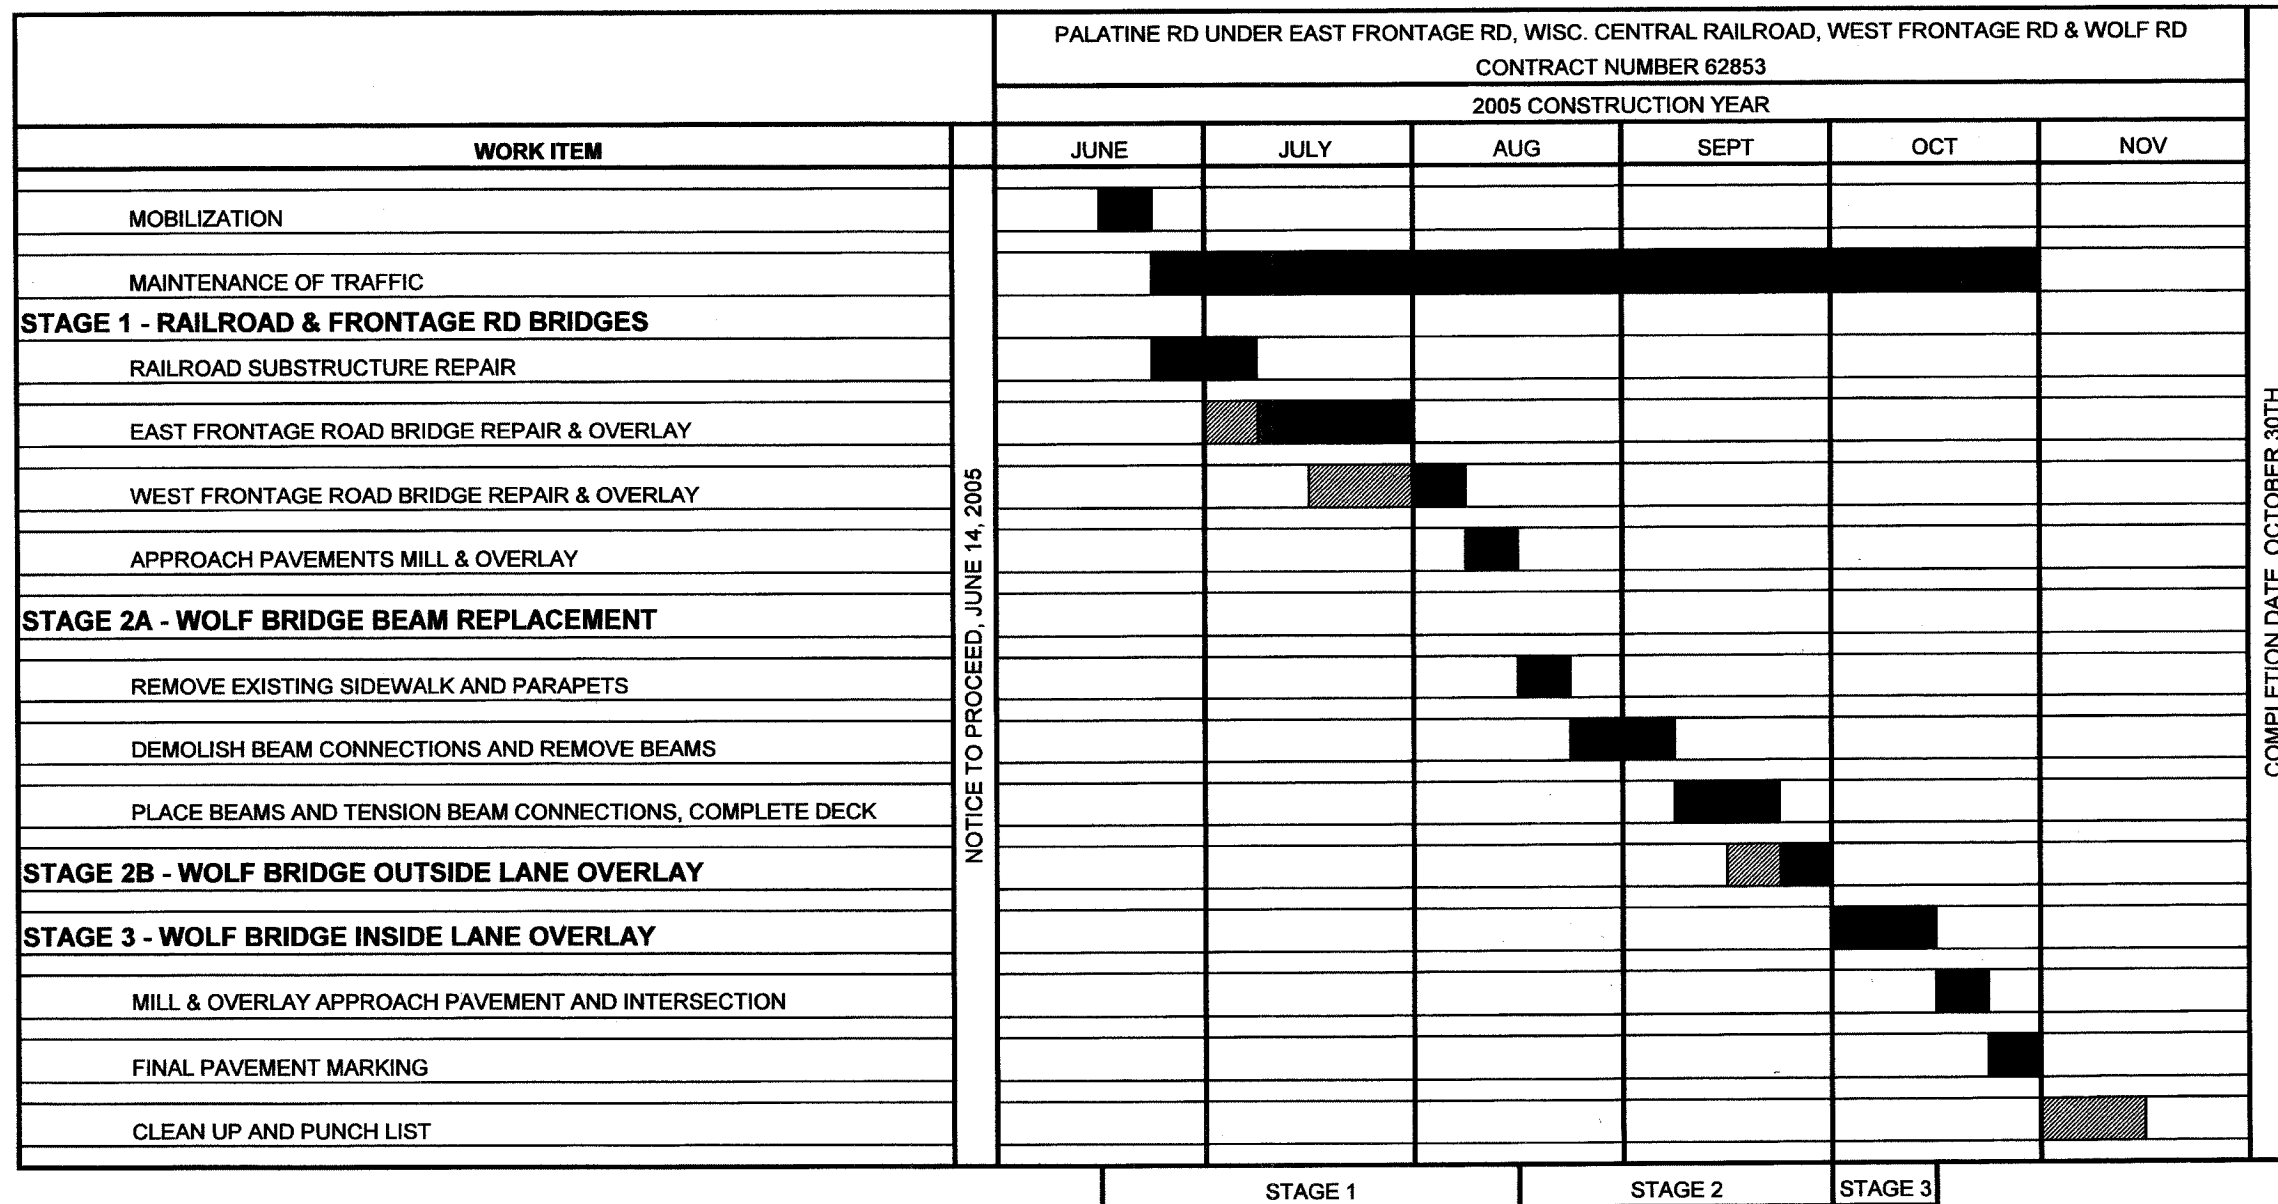 PALATINE RD UNDER EAST FRONTAGE RD, WISC. CENTRAL RAILROAD, WEST FRONTAGE RD & WOLF RD
CONTRACT NUMBER 62853
2005 CONSTRUCTION YEAR
WORK ITEM
JUNE
JULY
AUG
SEPT
OCT
NOV
MOBILIZATION
MAINTENANCE OF TRAFFIC
STAGE 1 - RAILROAD & FRONTAGE RD BRIDGES
RAILROAD SUBSTRUCTURE REPAIR
EAST FRONTAGE ROAD BRIDGE REPAIR & OVERLAY
WEST FRONTAGE ROAD BRIDGE REPAIR & OVERLAY
APPROACH PAVEMENTS MILL & OVERLAY
STAGE 2A - WOLF BRIDGE BEAM REPLACEMENT
REMOVE EXISTING SIDEWALK AND PARAPETS
DEMOLISH BEAM CONNECTIONS AND REMOVE BEAMS
PLACE BEAMS AND TENSION BEAM CONNECTIONS, COMPLETE DECK
STAGE 2B - WOLF BRIDGE OUTSIDE LANE OVERLAY
STAGE 3 - WOLF BRIDGE INSIDE LANE OVERLAY
MILL & OVERLAY APPROACH PAVEMENT AND INTERSECTION
FINAL PAVEMENT MARKING
CLEAN UP AND PUNCH LIST
NOTICE TO PROCEED, JUNE 14, 2005
COMPLETION DATE OCTOBER 30TH
STAGE 1
STAGE 2
STAGE 3